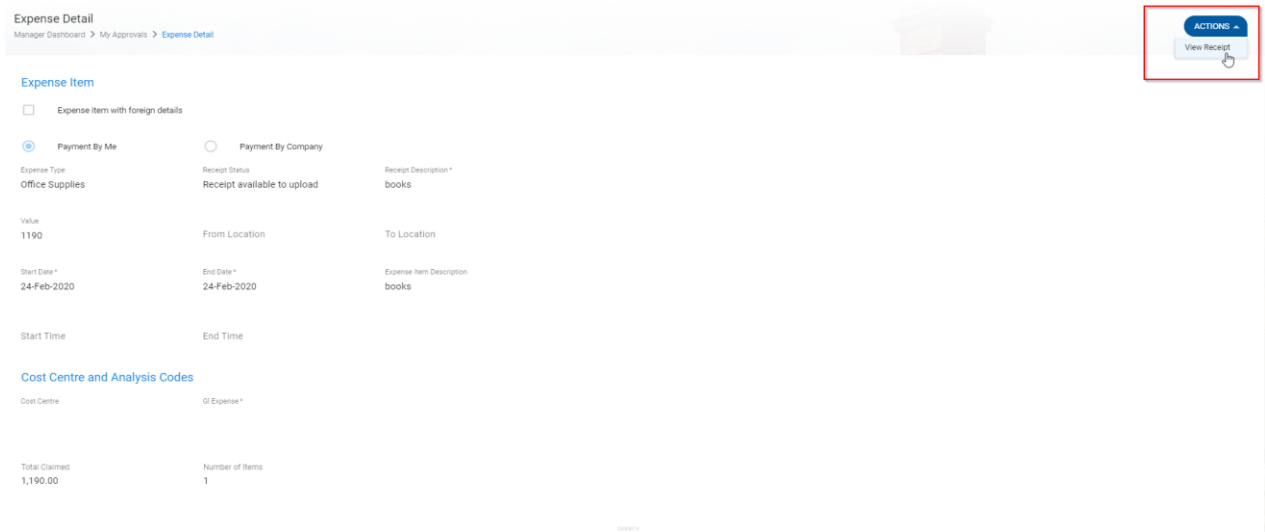 Expense Detail
ACTIONS
Manager Dashboard > My Approvals > Expense Detail
View Receipt
Expense Item
Expense item with foreign details
Payment By Me Payment By Company
Expense Type Receipt Status Receipt Description *
Office Supplies Receipt available to upload books
Value
1190 From Location To Location
Start Date * End Date * Expense Item Description
24-Feb-2020 24-Feb-2020 books
Start Time End Time
Cost Centre and Analysis Codes
Cost Centre Gl Expense *
Total Claimed Number of Items
1,190.00 1